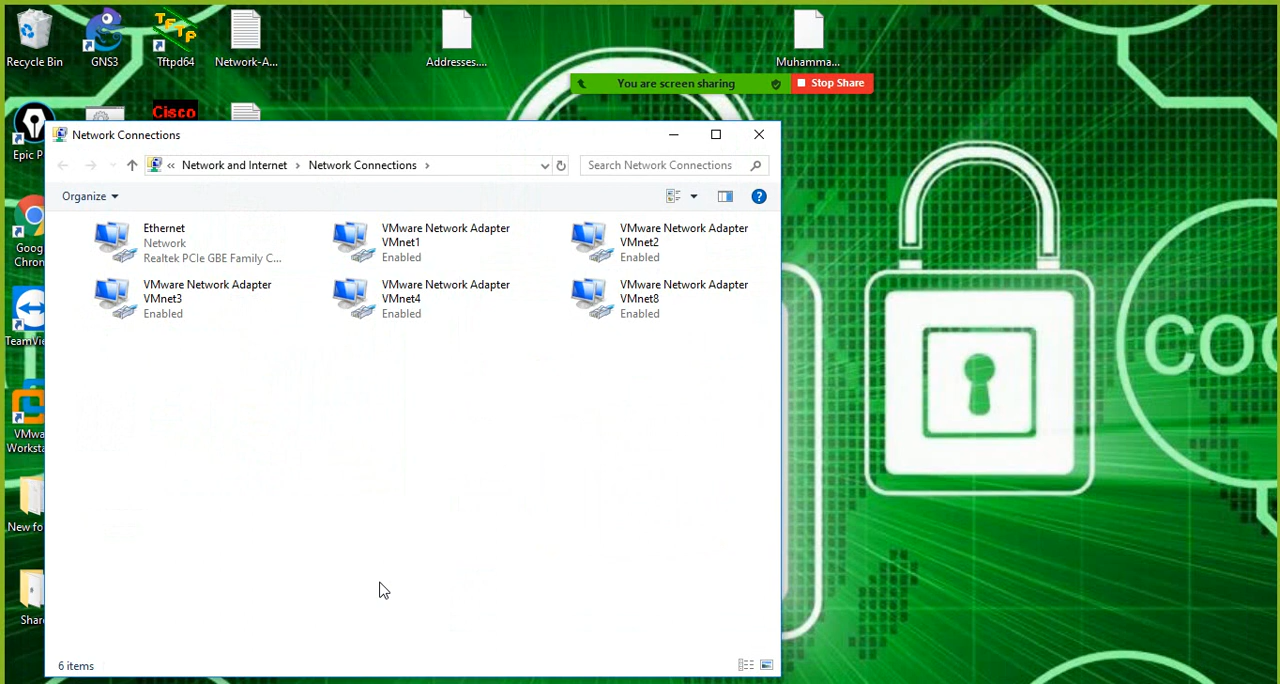 Recycle Bin
GNS3
TFTP
Tftpd64
Network-A...
Addresses....
Muhamma...
You are screen sharing
Stop Share
Cisco
Epic P
Goog
Chron
TeamVie
VMwa
Worksta
New fo
Shar
Network Connections
« Network and Internet › Network Connections ›
Search Network Connections
Organize
?
Ethernet
Network
Realtek PCIe GBE Family C...
VMware Network Adapter
VMnet1
Enabled
VMware Network Adapter
VMnet2
Enabled
VMware Network Adapter
VMnet3
Enabled
VMware Network Adapter
VMnet4
Enabled
VMware Network Adapter
VMnet8
Enabled
6 items
COO